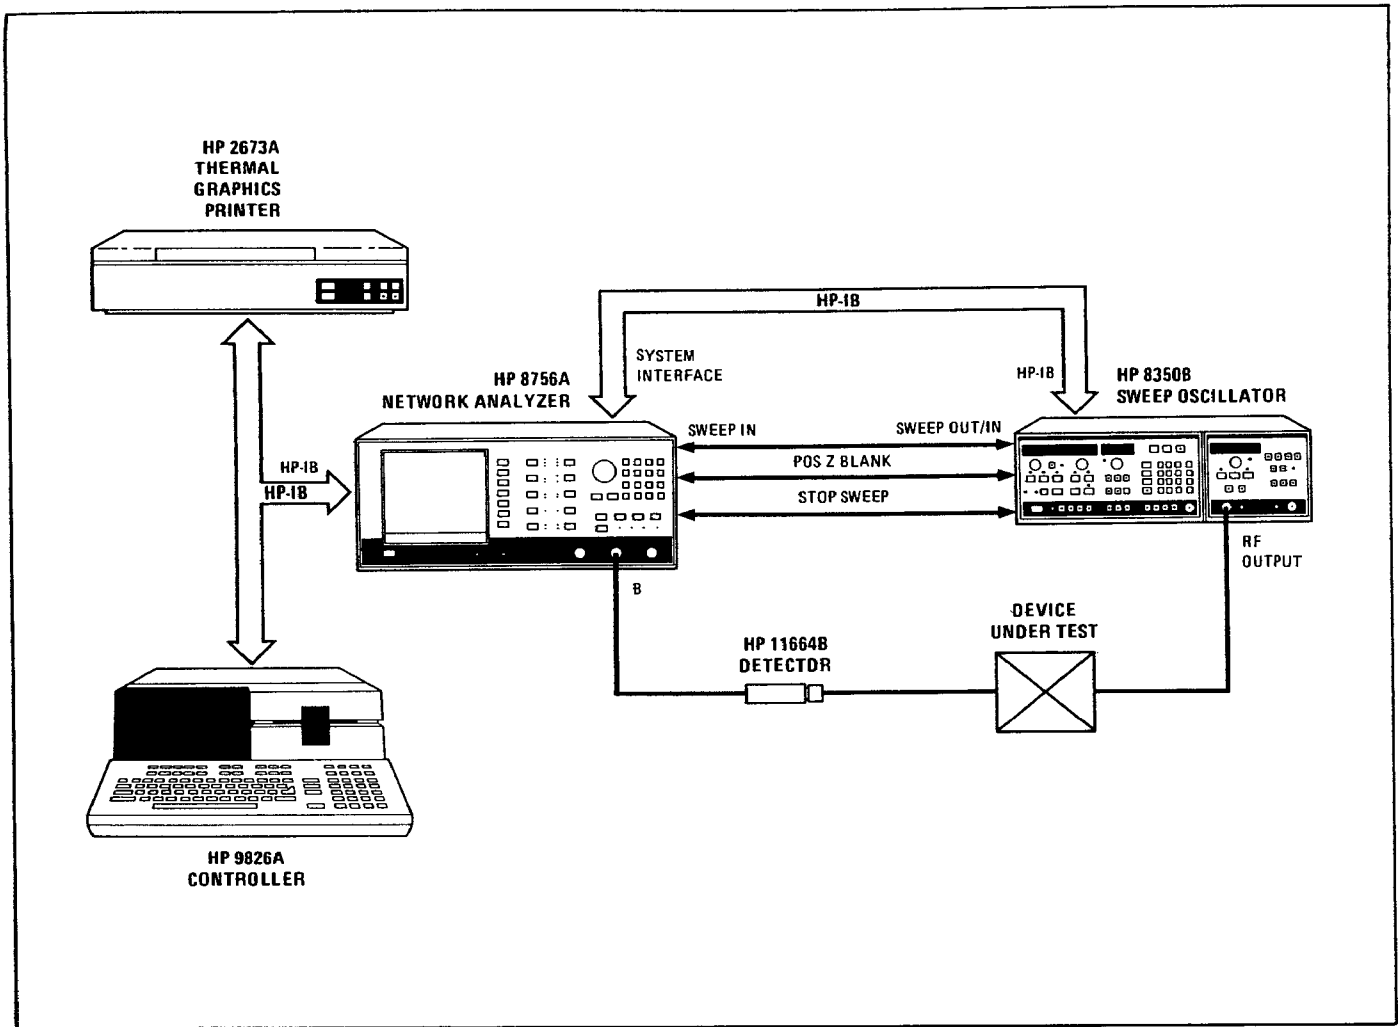 HP 2673A
THERMAL
GRAPHICS
PRINTER
HP-IB
SYSTEM
INTERFACE
HP-IB
HP 8756A
NETWORK ANALYZER
HP 8350B
SWEEP OSCILLATOR
SWEEP IN
SWEEP OUT/IN
POS Z BLANK
STOP SWEEP
HP-IB
HP-IB
RF
OUTPUT
B
DEVICE
UNDER TEST
HP 11664B
DETECTOR
HP 9826A
CONTROLLER